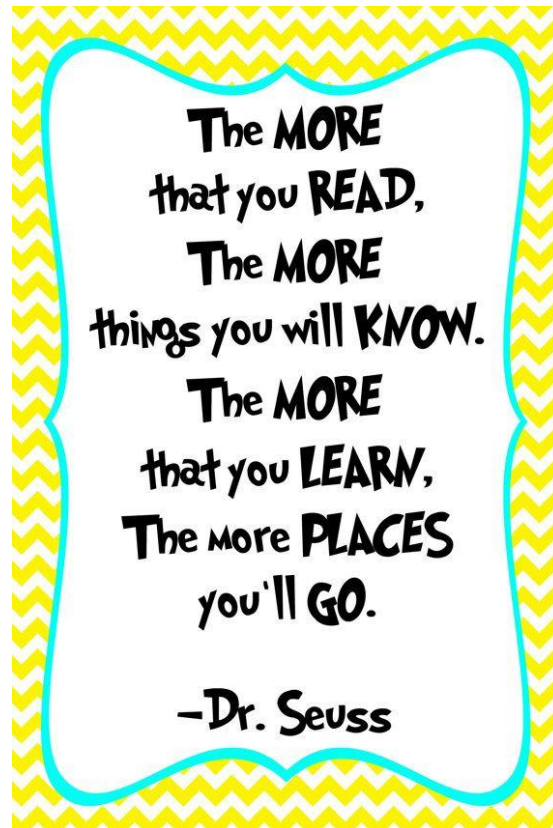 The MORE
that you READ,
The MORE
things you will KNOW.
The MORE
that you LEARN,
The more PLACES
you'll GO.
-Dr. Seuss